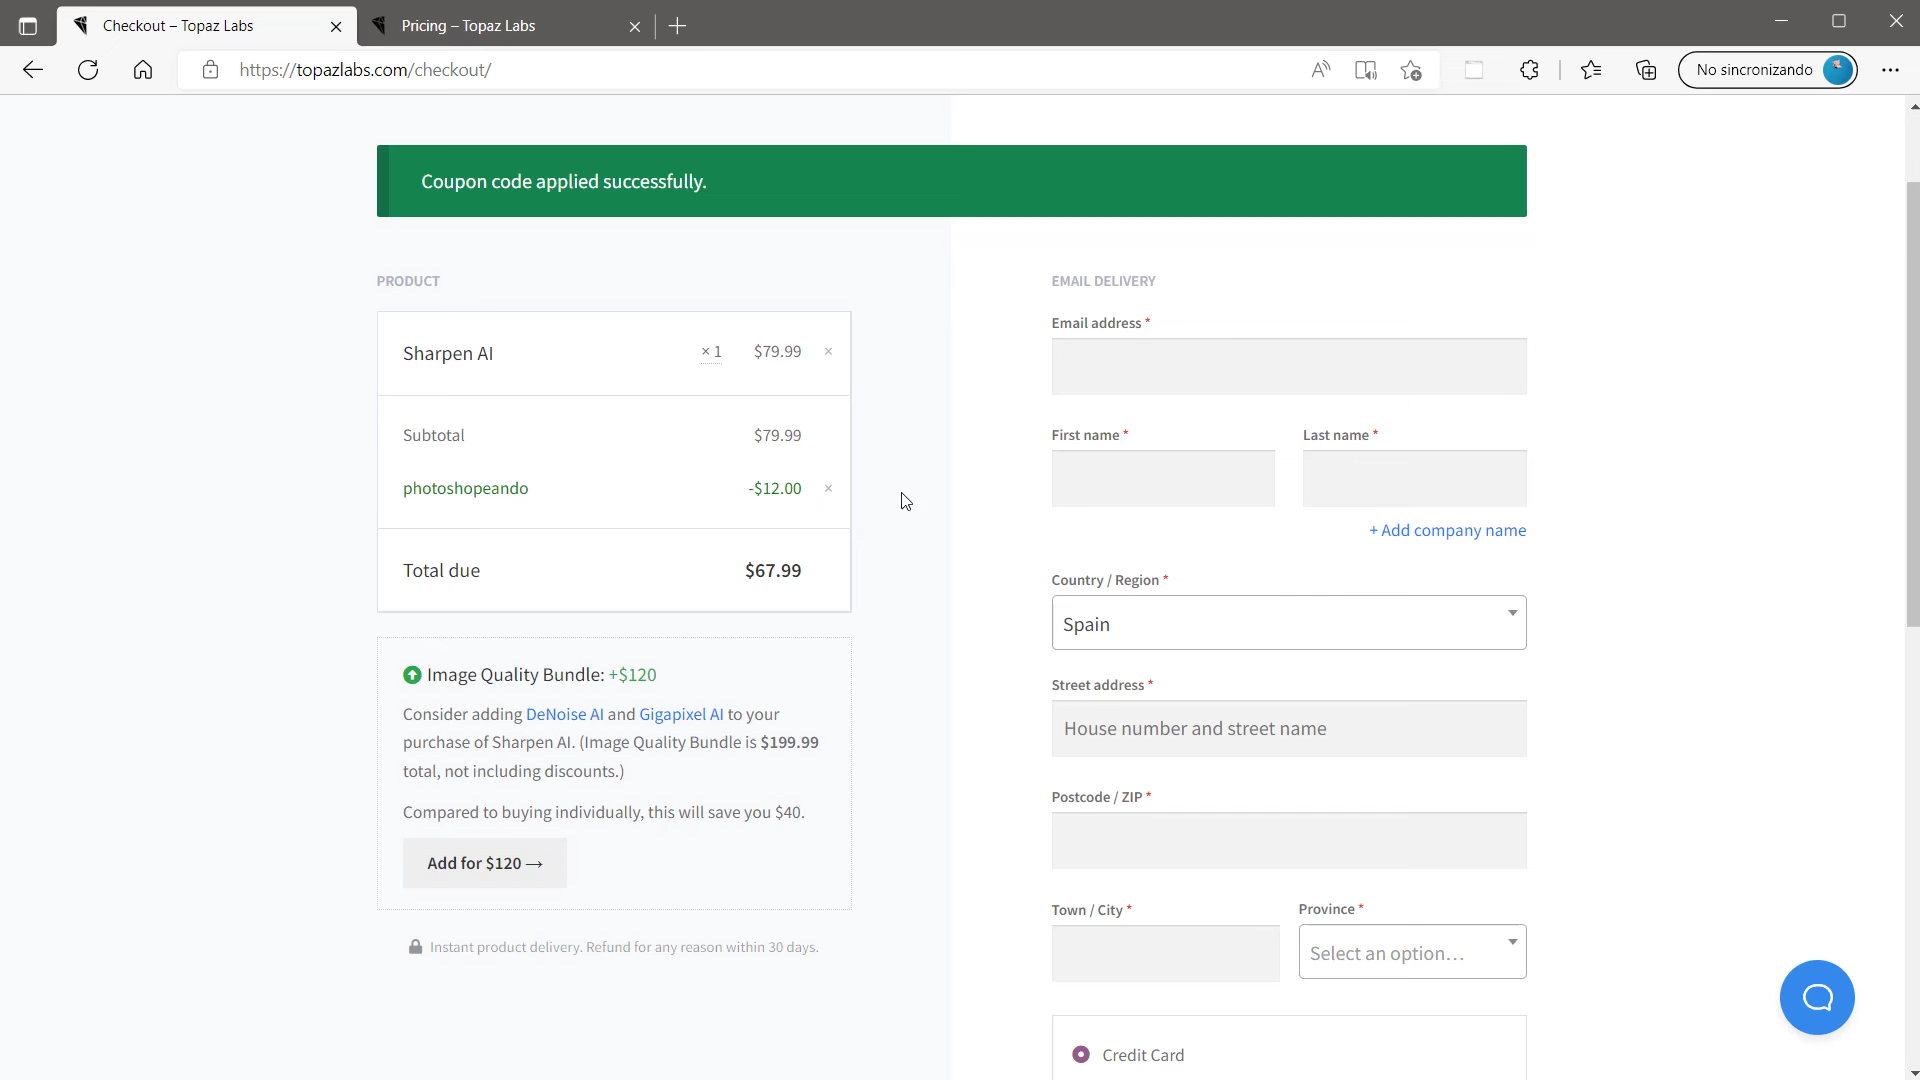 Checkout – Topaz Labs
Pricing – Topaz Labs
https://topazlabs.com/checkout/
No sincronizando
Coupon code applied successfully.
PRODUCT
Sharpen AI × 1 $79.99 ×
Subtotal $79.99
photoshopeando -$12.00 ×
Total due $67.99
Image Quality Bundle: +$120
Consider adding DeNoise AI and Gigapixel AI to your
purchase of Sharpen AI. (Image Quality Bundle is $199.99
total, not including discounts.)
Compared to buying individually, this will save you $40.
Add for $120 →
Instant product delivery. Refund for any reason within 30 days.
EMAIL DELIVERY
Email address *
First name * Last name *
+ Add company name
Country / Region *
Spain
Street address *
House number and street name
Postcode / ZIP *
Town / City * Province *
Select an option…
Credit Card